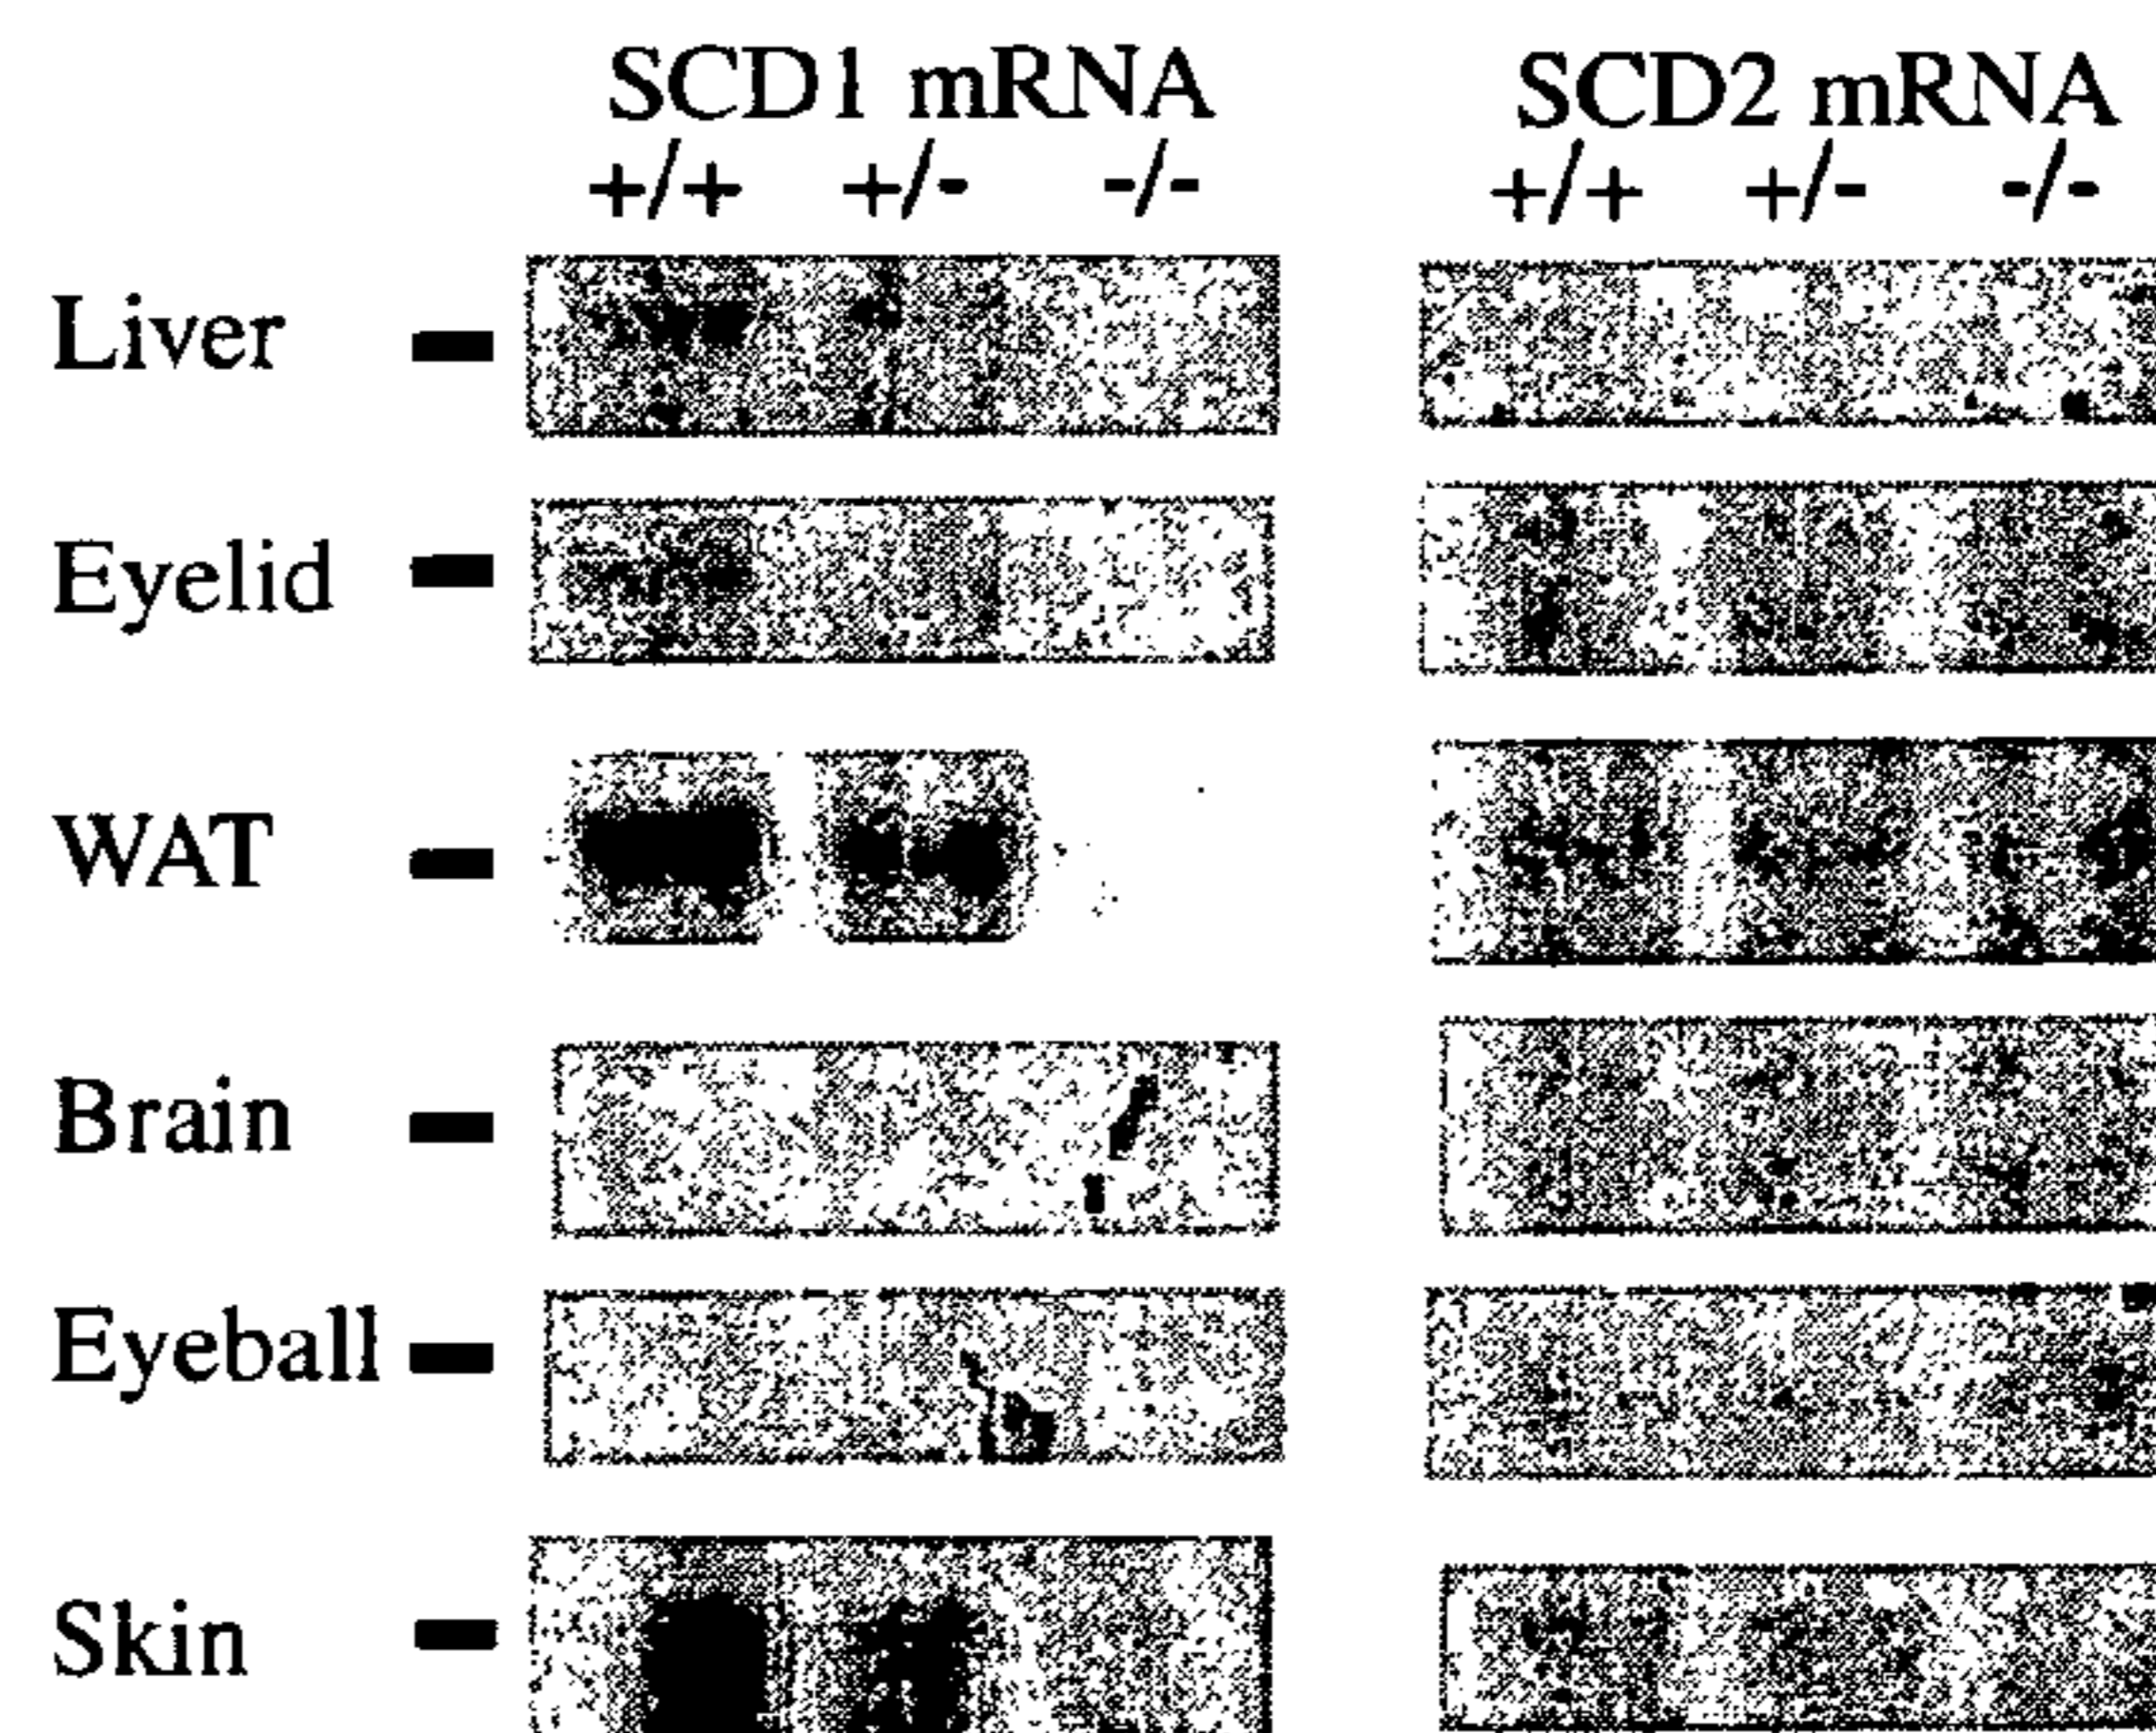 SCD1 mRNA SCD2 mRNA
+/+ +/- -/- +/+ +/- -/-
Liver
Eyelid
WAT
Brain
Eyeball
Skin